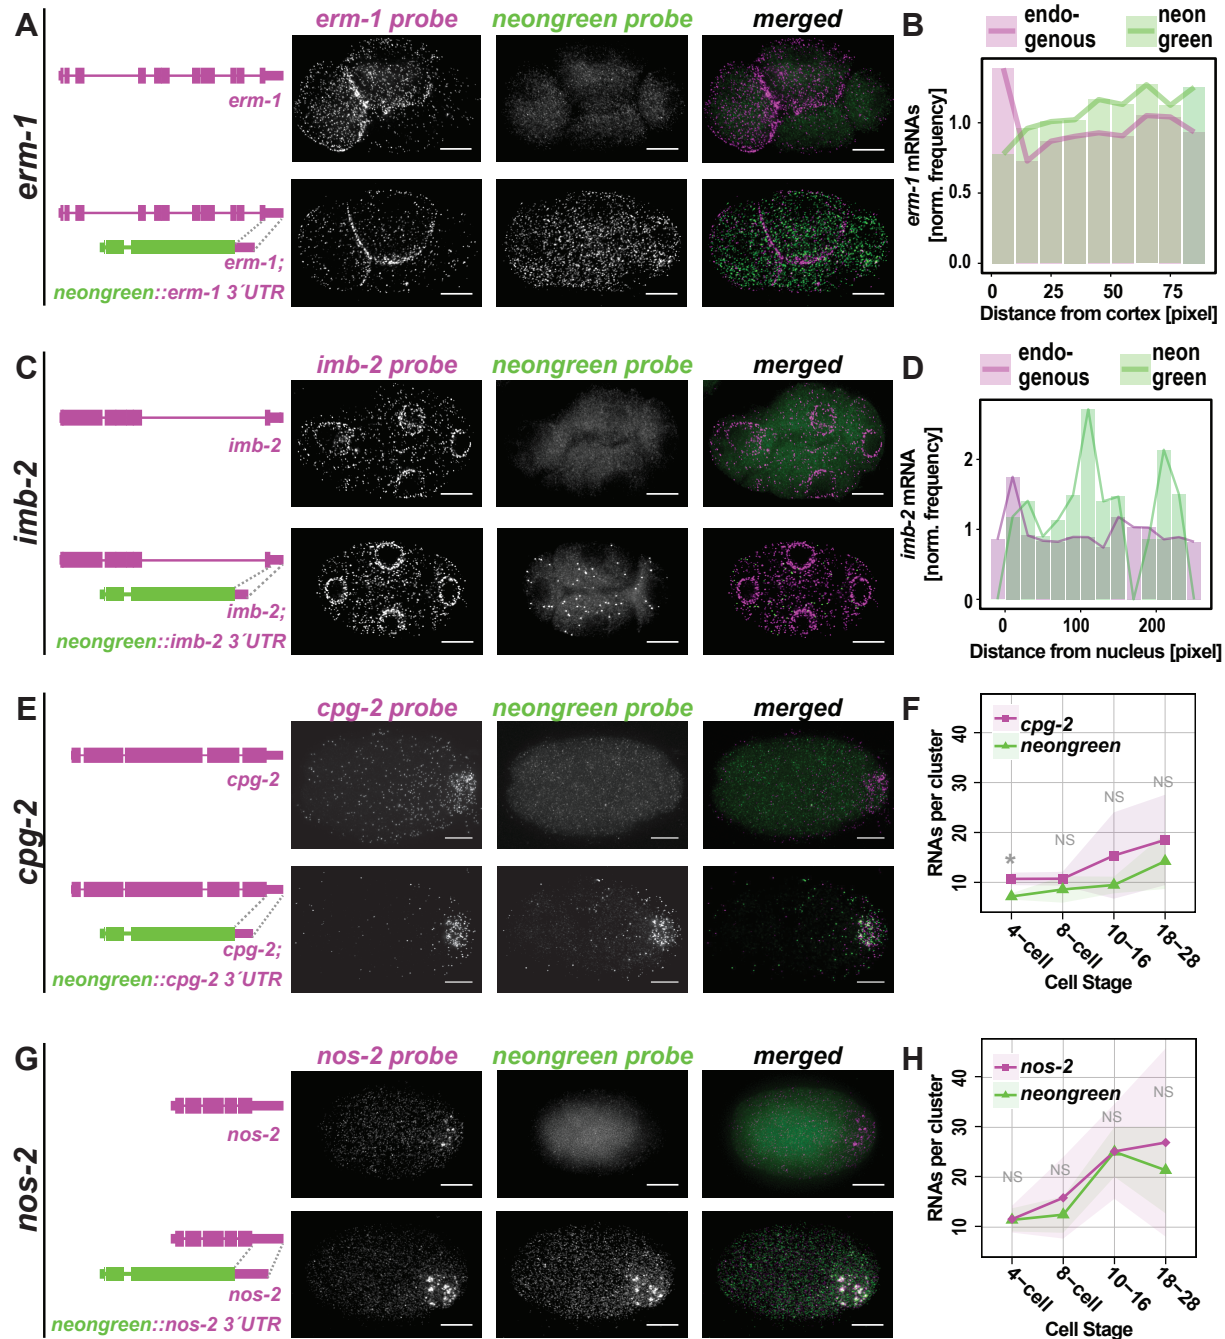 A
erm-1 probe
neongreen probe
merged
erm-1
erm-1
erm-1;
neongreen::erm-1 3´UTR
B
endo-
genous
neon
green
erm-1 mRNAs
[norm. frequency]
1.0
0.5
0.0
0
25
50
75
Distance from cortex [pixel]
C
imb-2 probe
neongreen probe
merged
imb-2
imb-2
imb-2;
neongreen::imb-2 3´UTR
D
endo-
genous
neon
green
imb-2 mRNA
[norm. frequency]
2
1
0
0
100
200
Distance from nucleus [pixel]
E
cpg-2 probe
neongreen probe
merged
cpg-2
cpg-2
cpg-2;
neongreen::cpg-2 3´UTR
F
cpg-2
neongreen
RNAs per cluster
40
30
20
10
*
NS
NS
NS
4-cell
8-cell
10-16
18-28
Cell Stage
G
nos-2 probe
neongreen probe
merged
nos-2
nos-2
nos-2
neongreen::nos-2 3´UTR
H
nos-2
neongreen
RNAs per cluster
40
30
20
10
NS
NS
NS
NS
4-cell
8-cell
10-16
18-28
Cell Stage